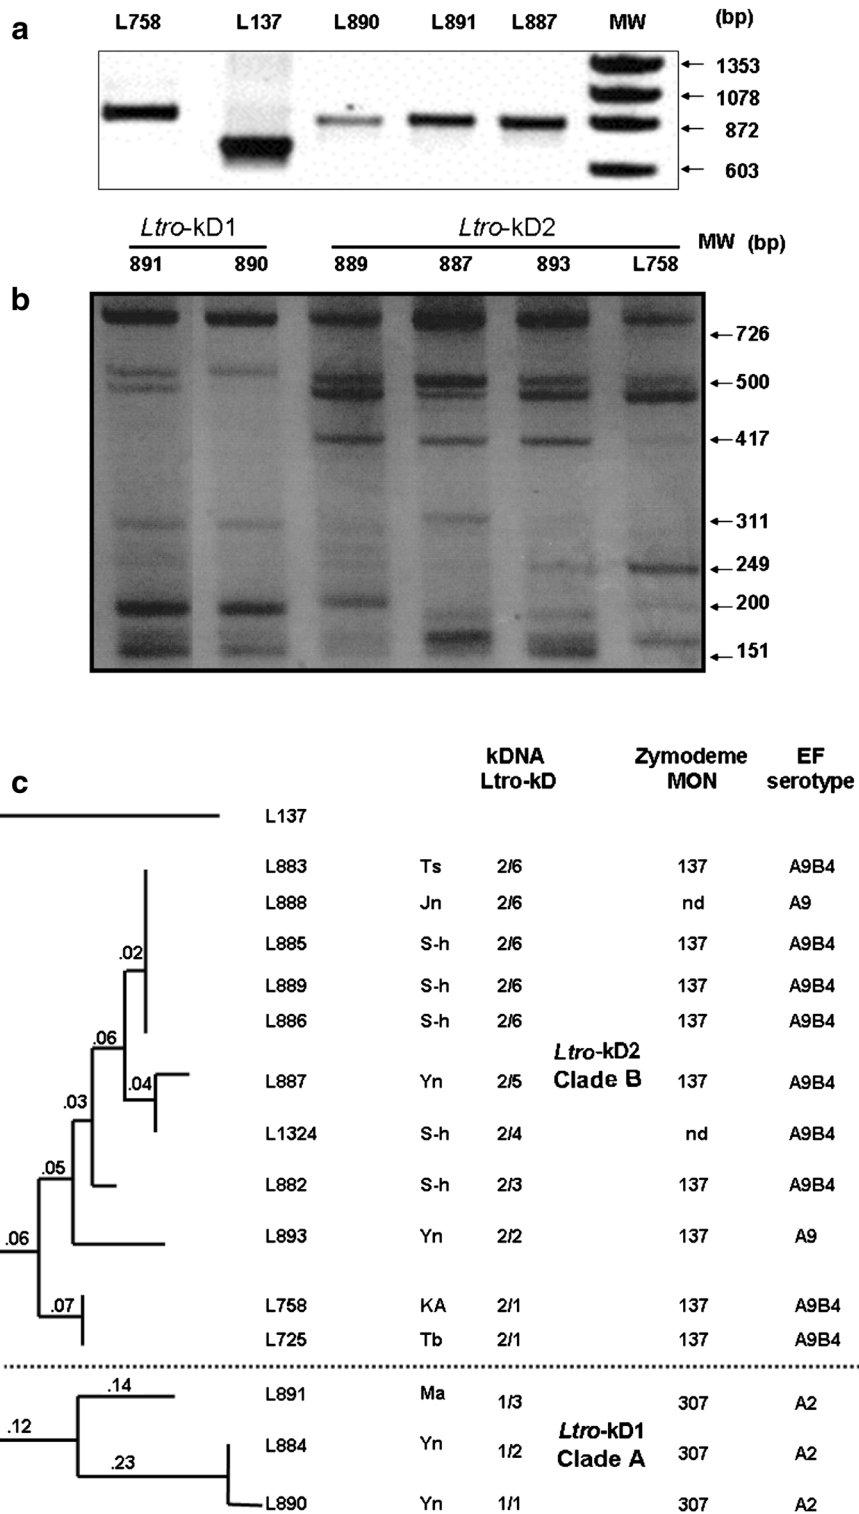 a
L758 L137 L890 L891 L887 MW (bp)
1353
1078
872
603
Ltro-kD1 Ltro-kD2 MW (bp)
891 890 889 887 893 L758
b
726
500
417
311
249
200
151
c
kDNA Zymodeme EF
Ltro-kD MON serotype
L137
L883 Ts 2/6 137 A9B4
L888 Jn 2/6 nd A9
L885 S-h 2/6 137 A9B4
.02
L889 S-h 2/6 137 A9B4
L886 S-h 2/6 137 A9B4
.06
Ltro-kD2
Clade B
L887 Yn 2/5 137 A9B4
.04
.03
L1324 S-h 2/4 nd A9B4
.05
L882 S-h 2/3 137 A9B4
.06
L893 Yn 2/2 137 A9
.07
L758 KA 2/1 137 A9B4
L725 Tb 2/1 137 A9B4
.14
L891 Ma 1/3 307 A2
.12
Ltro-kD1
Clade A
L884 Yn 1/2 307 A2
.23
L890 Yn 1/1 307 A2